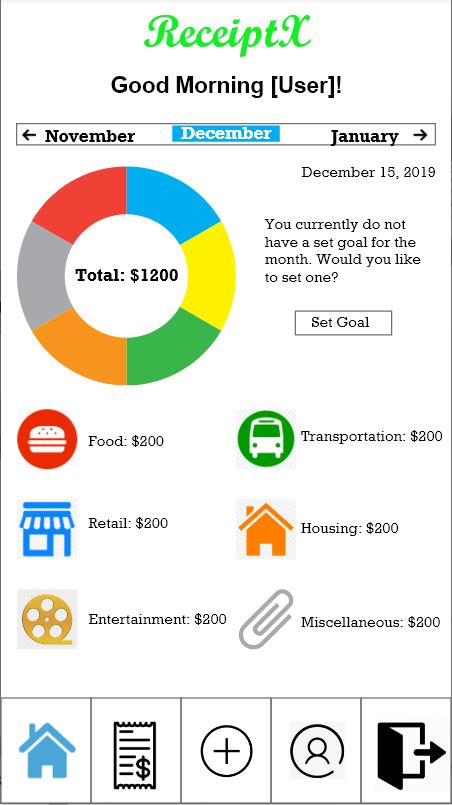 ReceiptX
Good Morning [User]!
November December January
December 15, 2019
You currently do not
have a set goal for the
month. Would you like
to set one?
Total: $1200
Set Goal
Food: $200
Transportation: $200
Retail: $200
Housing: $200
Entertainment: $200
Miscellaneous: $200
$